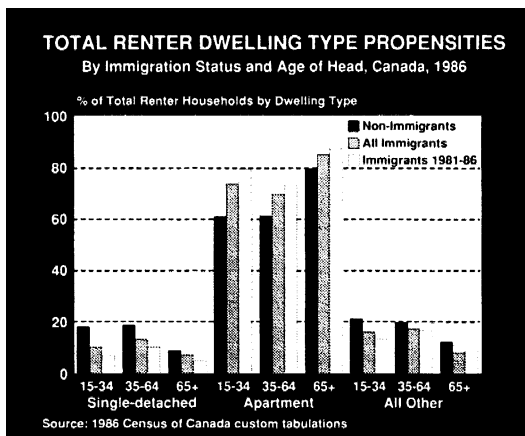 TOTAL RENTER DWELLING TYPE PROPENSITIES
By Immigration Status and Age of Head, Canada, 1986
% of Total Renter Households by Dwelling Type
100
80
60
40
20
0
Non-Immigrants
All Immigrants
Immigrants 1981-86
15-34 35-64 65+ 15-34 35-64 65+ 15-34 35-64 65+
Single-detached Apartment All Other
Source: 1986 Census of Canada custom tabulations